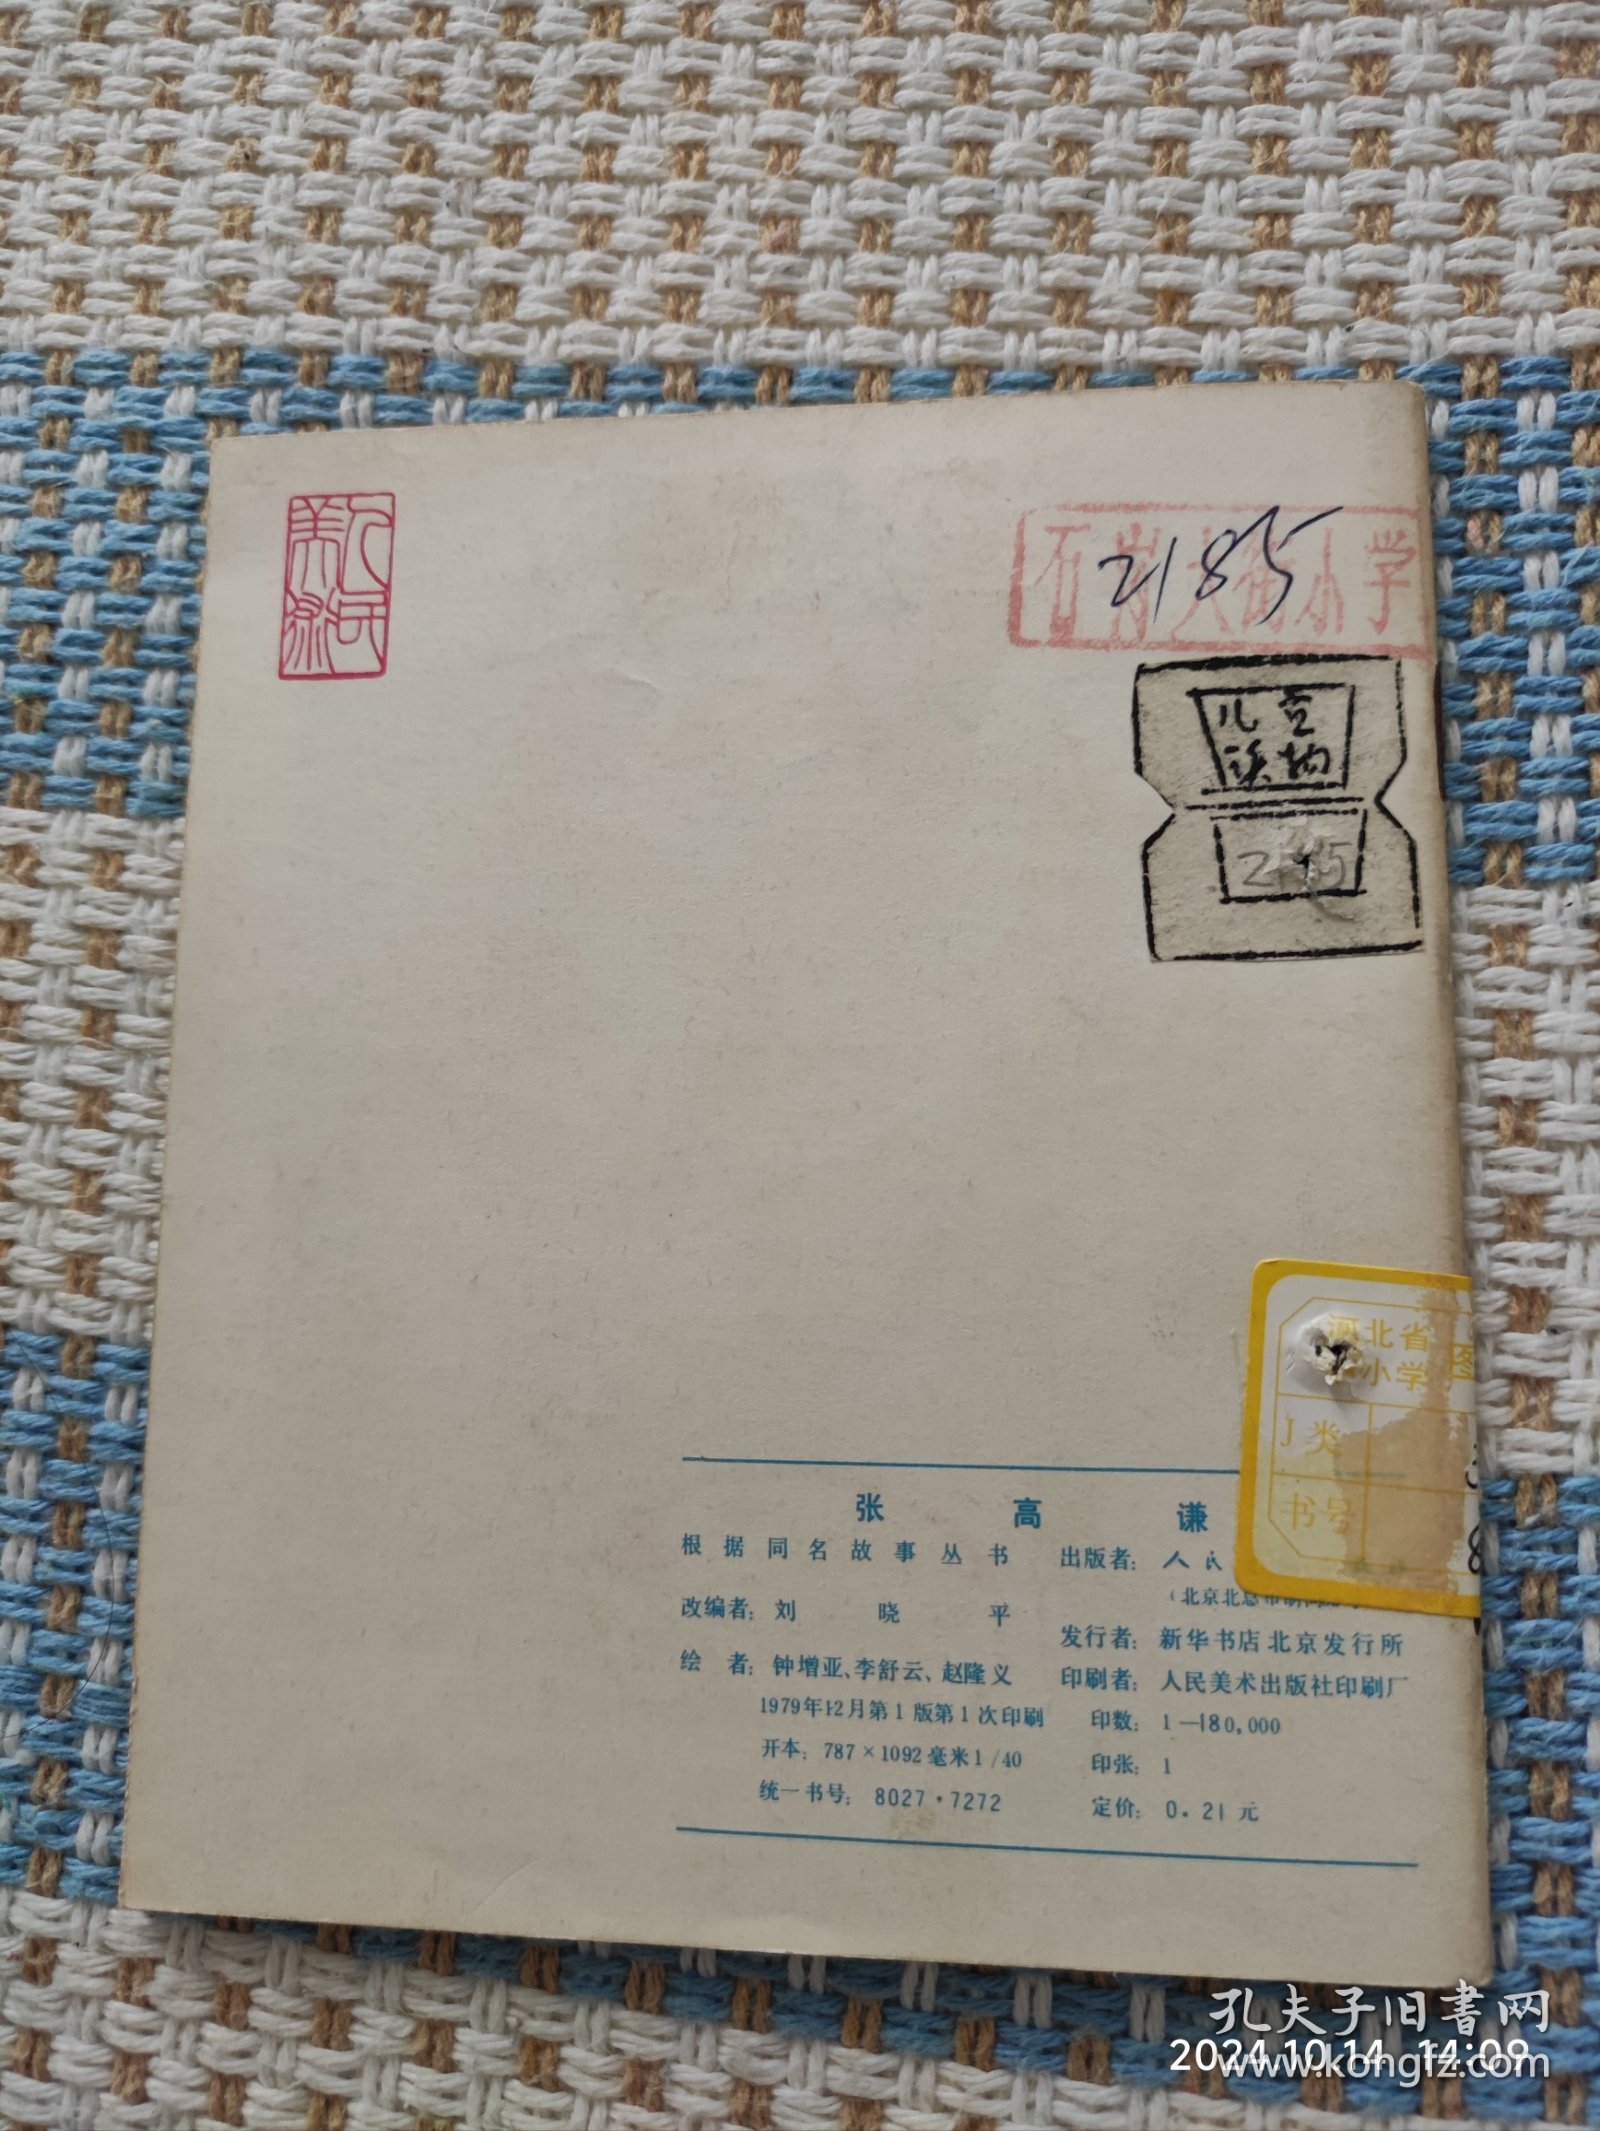 人民
美术
石岗大街小学
2185
儿童
读物
河北省
小学 图
J类
书号
张高谦
根据同名故事丛书
改编者：刘晓平
绘者：钟增亚、李舒云、赵隆义
1979年12月第1版第1次印刷
开本：787×1092毫米1/40
统一书号：8027·7272
出版者：人民
（北京北总布胡同
发行者：新华书店北京发行所
印刷者：人民美术出版社印刷厂
印数：1—180,000
印张：1
定价：0.21元
孔夫子旧書网
2024.10.14 14:09
www.kongfz.com